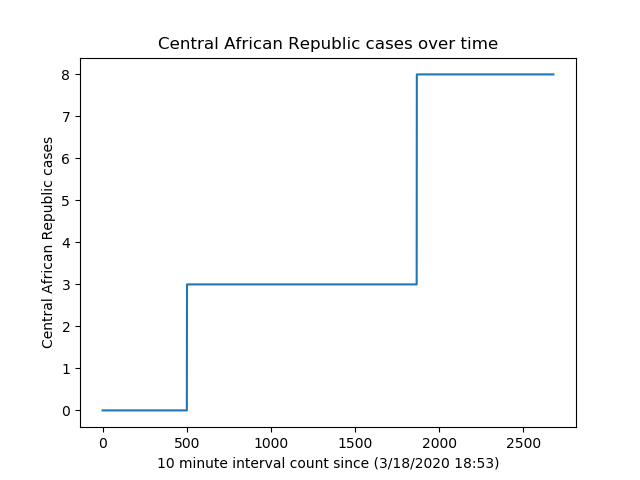 Central African Republic cases over time
8
7
6
5
4
3
2
1
0
Central African Republic cases
0 500 1000 1500 2000 2500
10 minute interval count since (3/18/2020 18:53)